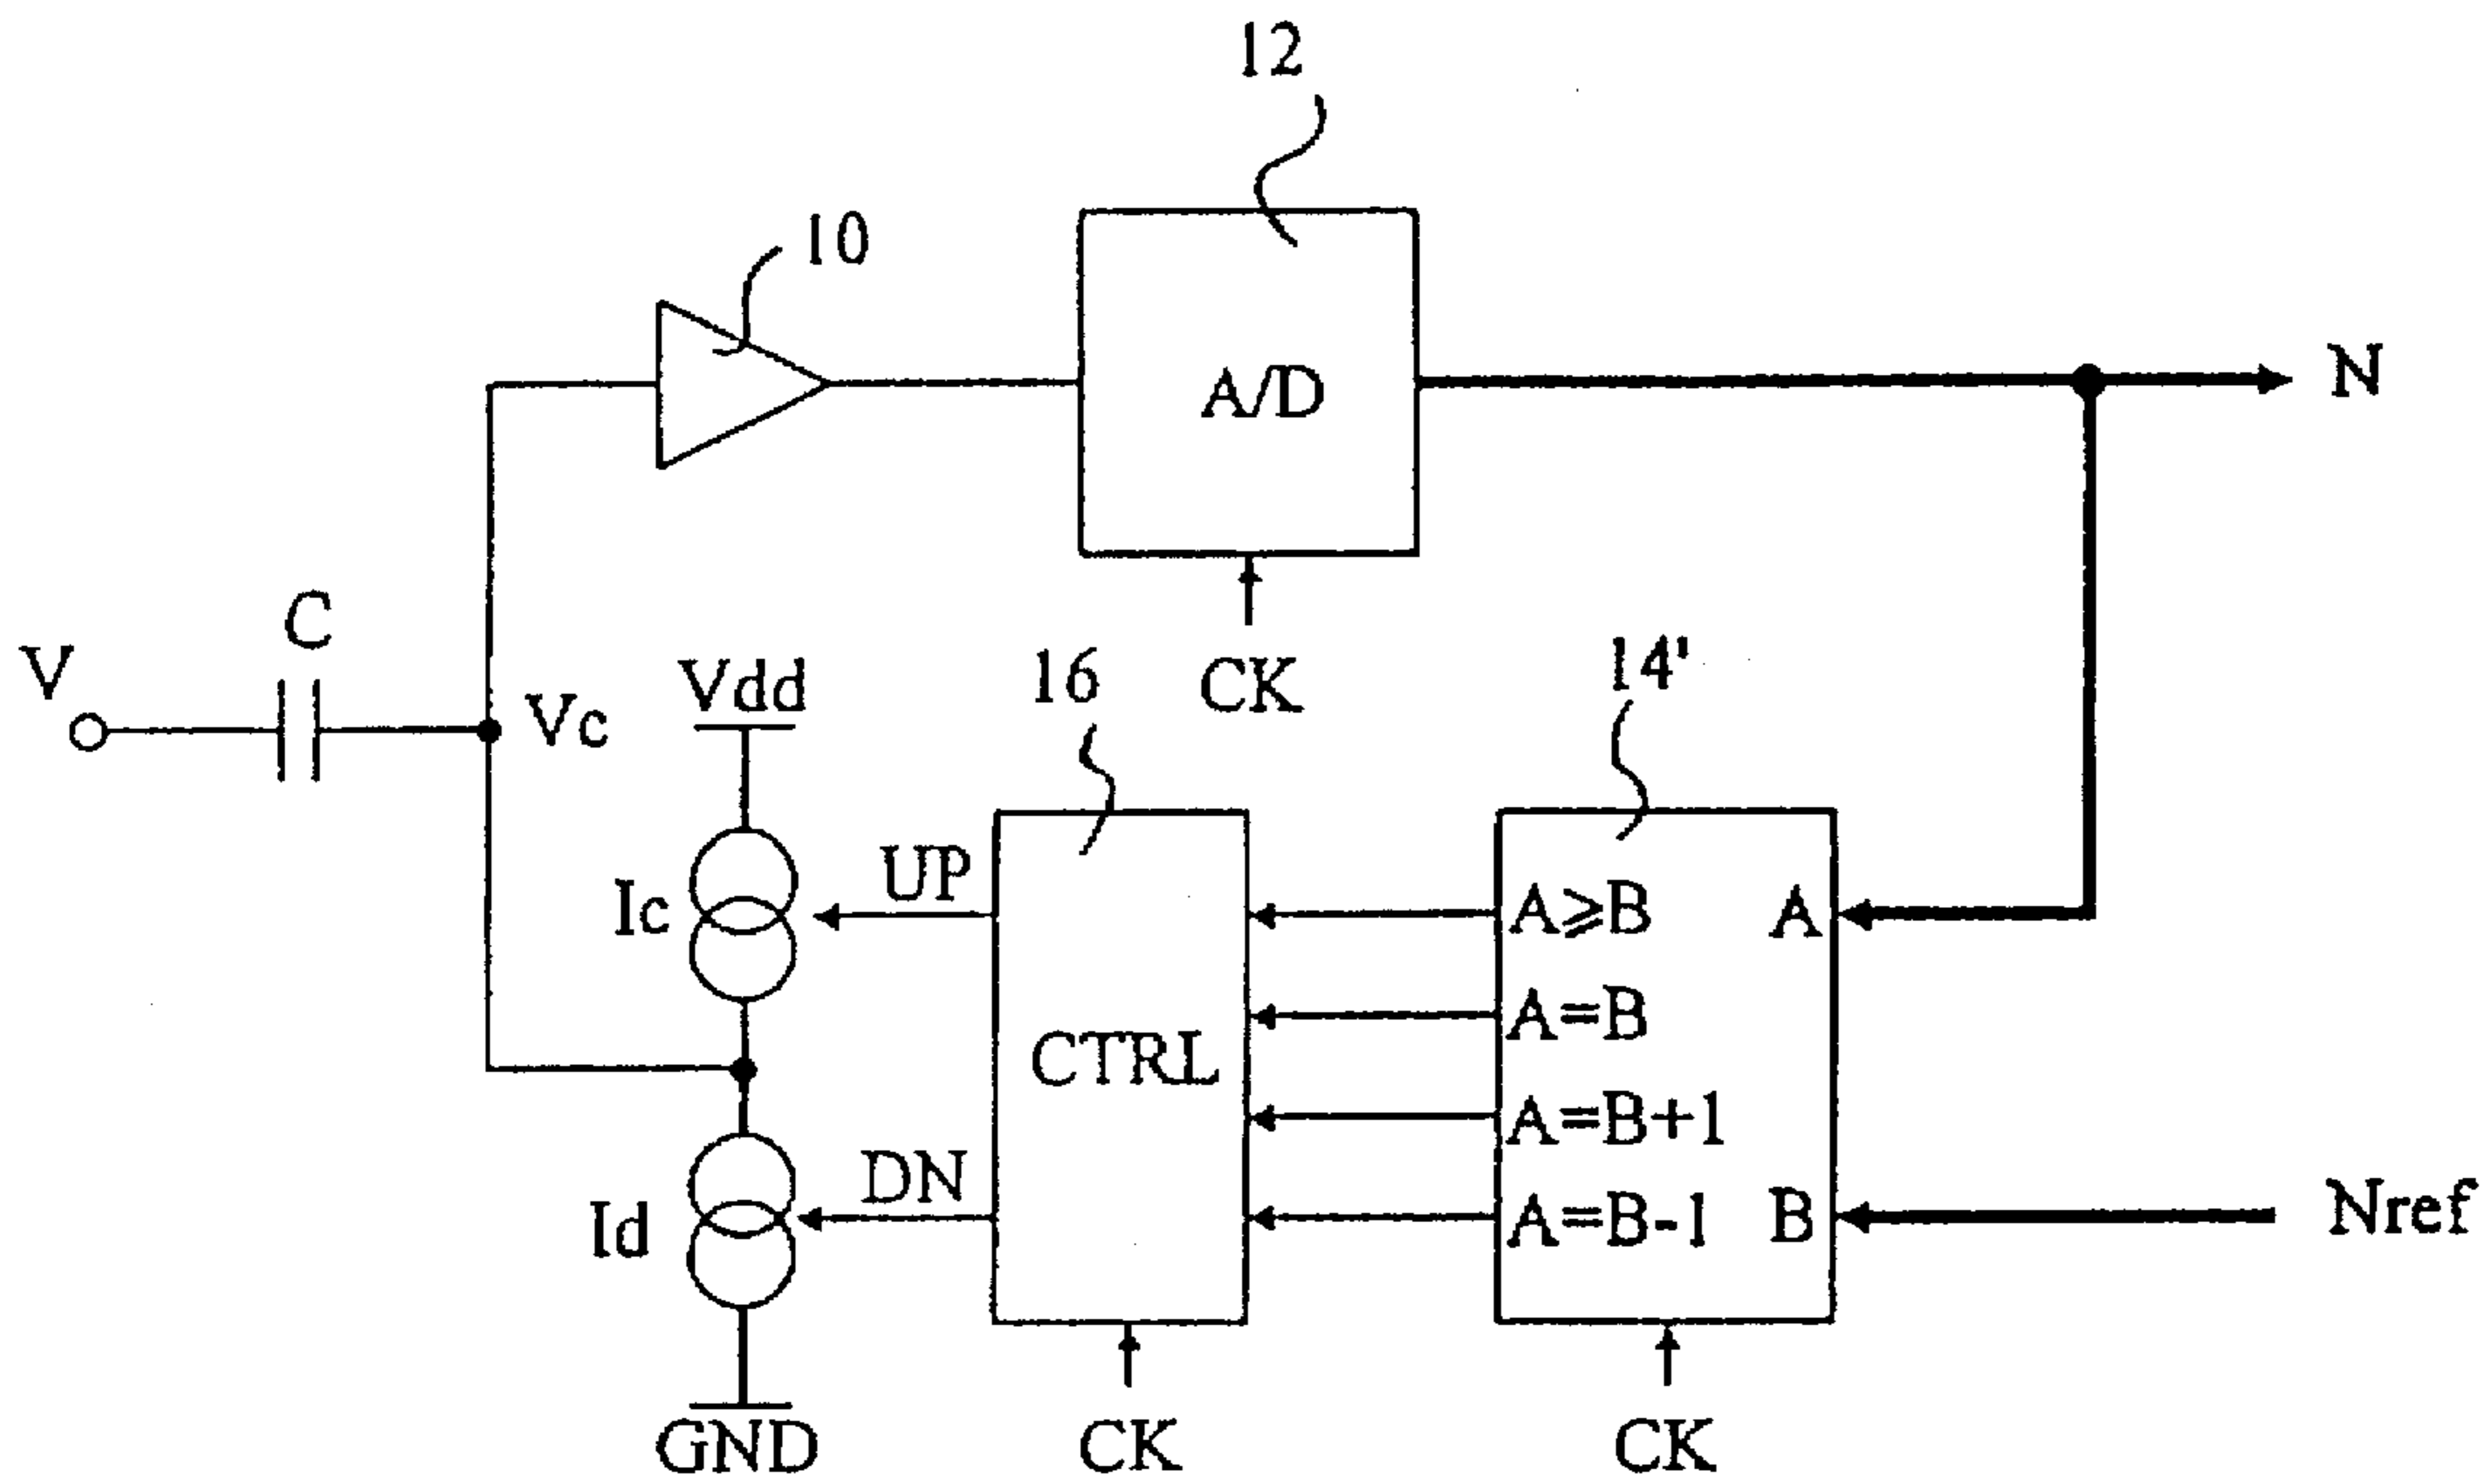 12
10
A/D
N
C
V
Vc
Vdd
16
CK
14'
UP
Ic
A⩾B
A
A=B
CTRL
A=B+1
DN
Id
A=B-1
B
Nref
GND
CK
CK